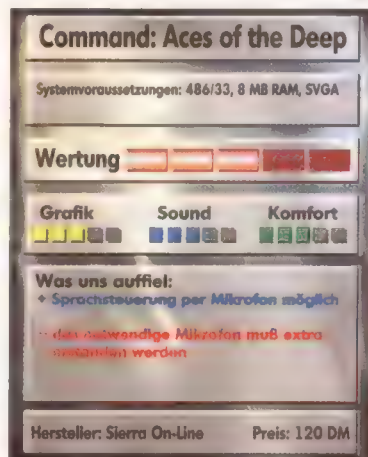 Command: Aces of the Deep
Systemvoraussetzungen: 486/33, 8 MB RAM, SVGA
Wertung
Grafik Sound Komfort
Was uns auffiel:
+ Sprachsteuerung per Mikrofon möglich
- das notwendige Mikrofon muß extra
erstanden werden
Hersteller: Sierra On-Line Preis: 120 DM